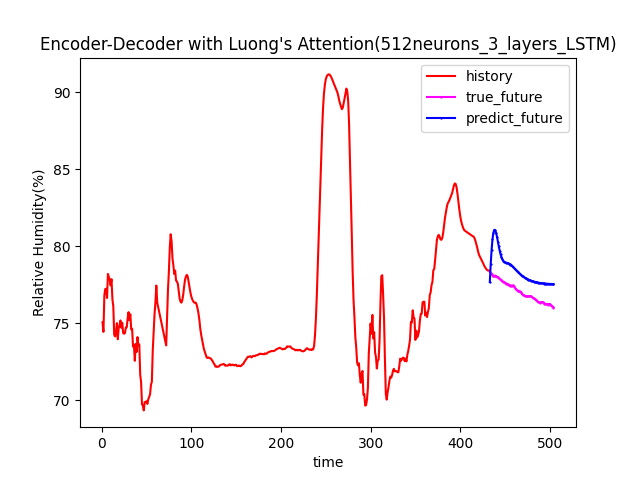 Encoder-Decoder with Luong's Attention(512neurons_3_layers_LSTM)
history
true_future
predict_future
Relative Humidity(%)
90
85
80
75
70
0 100 200 300 400 500
time